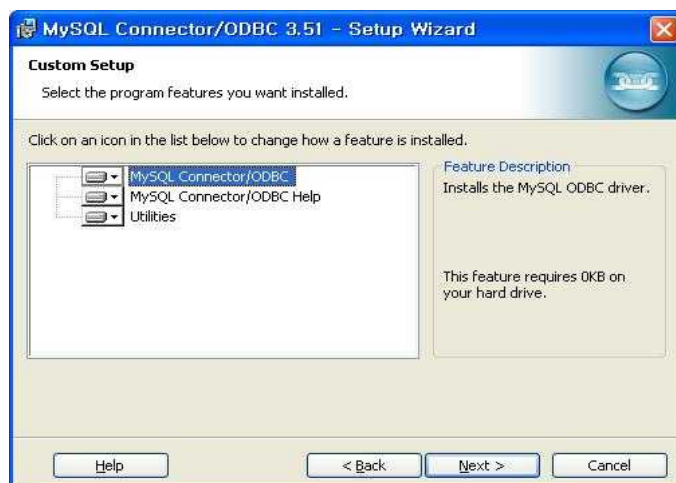 MySQL Connector/ODBC 3.51 - Setup Wizard
Custom Setup
Select the program features you want installed.
Click on an icon in the list below to change how a feature is installed.
MySQL Connector/ODBC
MySQL Connector/ODBC Help
Utilities
Feature Description
Installs the MySQL ODBC driver.
This feature requires 0KB on
your hard drive.
Help
< Back
Next >
Cancel